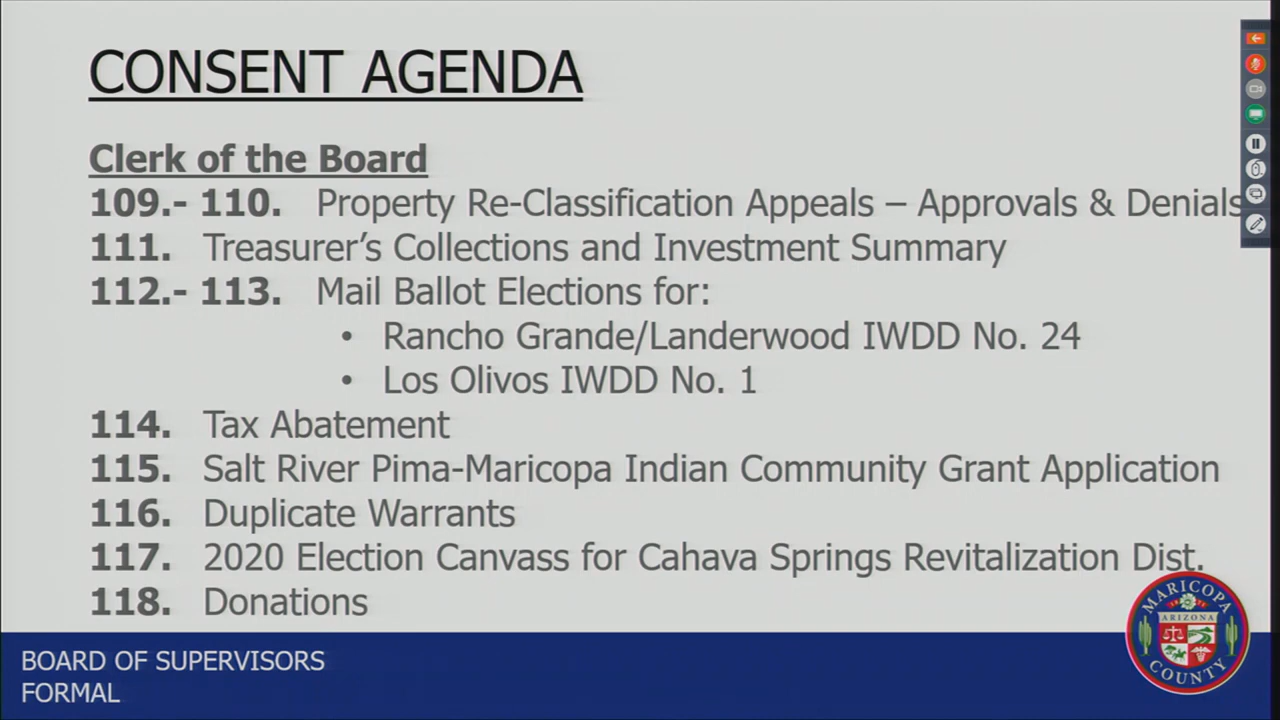 CONSENT AGENDA
Clerk of the Board
109.- 110. Property Re-Classification Appeals – Approvals & Denials
111. Treasurer's Collections and Investment Summary
112.- 113. Mail Ballot Elections for:
• Rancho Grande/Landerwood IWDD No. 24
• Los Olivos IWDD No. 1
114. Tax Abatement
115. Salt River Pima-Maricopa Indian Community Grant Application
116. Duplicate Warrants
117. 2020 Election Canvass for Cahava Springs Revitalization Dist.
118. Donations
BOARD OF SUPERVISORS
FORMAL
MARICOPA
ARIZONA
COUNTY